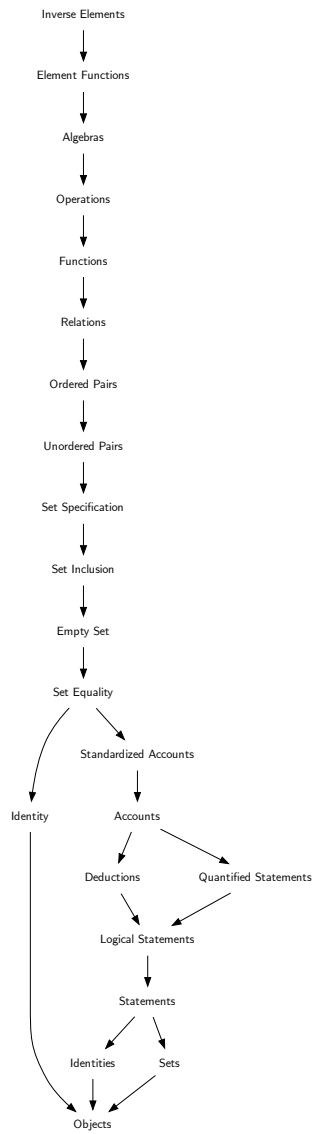 Inverse Elements
Element Functions
Algebras
Operations
Functions
Relations
Ordered Pairs
Unordered Pairs
Set Specification
Set Inclusion
Empty Set
Set Equality
Standardized Accounts
Identity
Accounts
Deductions
Quantified Statements
Logical Statements
Statements
Identities
Sets
Objects